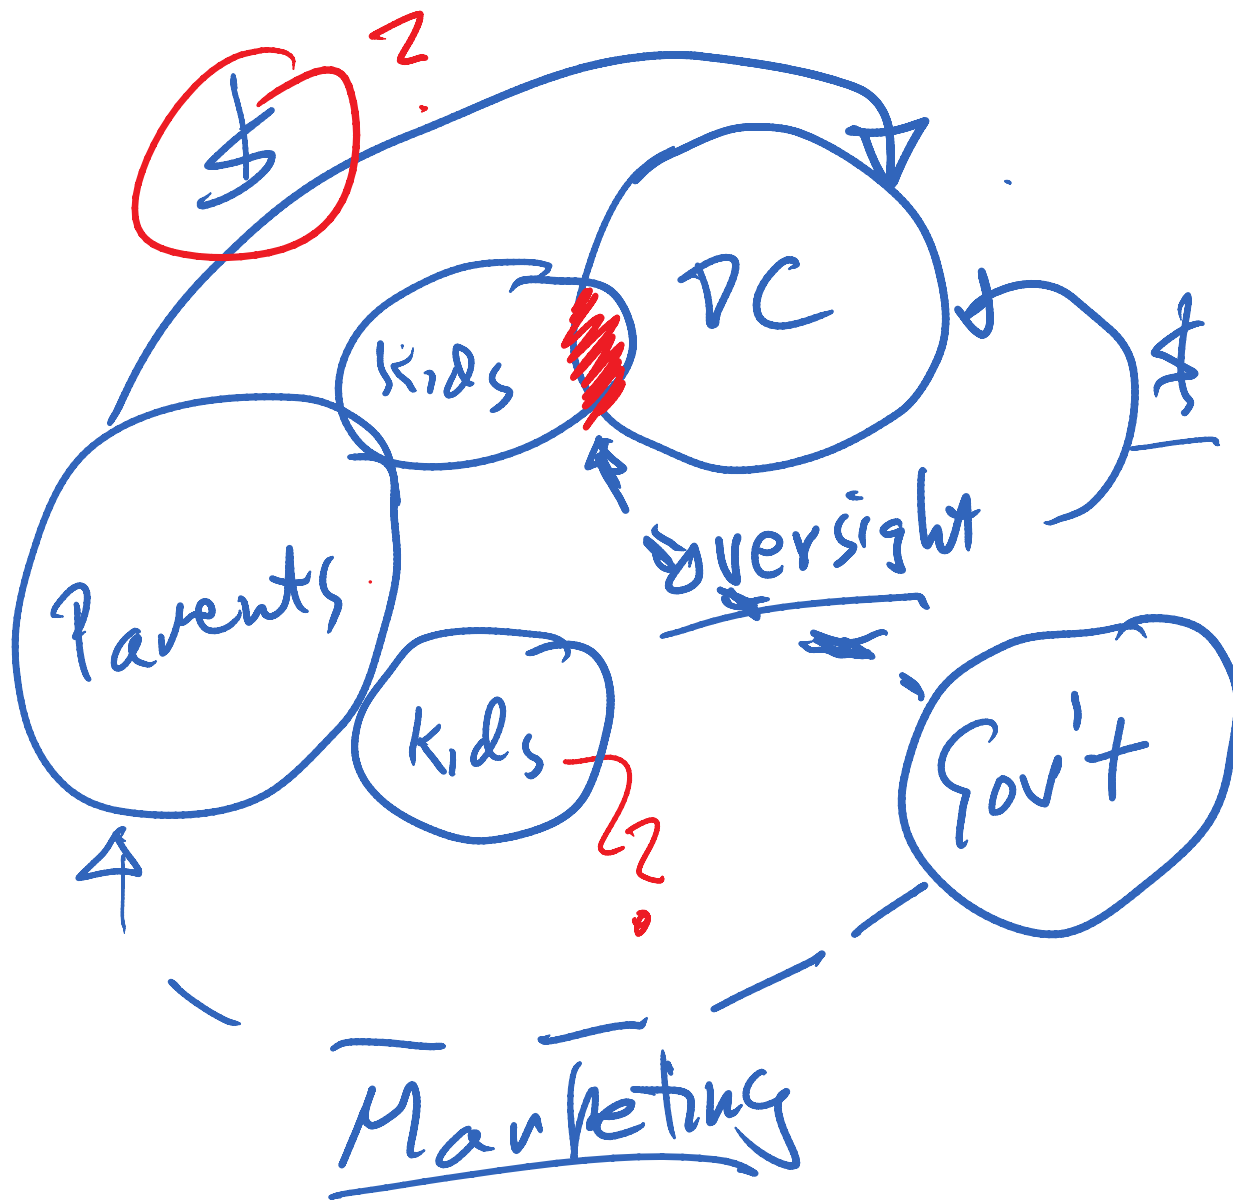 ?
$
DC
Kids
$
oversight
Parents
Kids
Gov't
?
Marketing